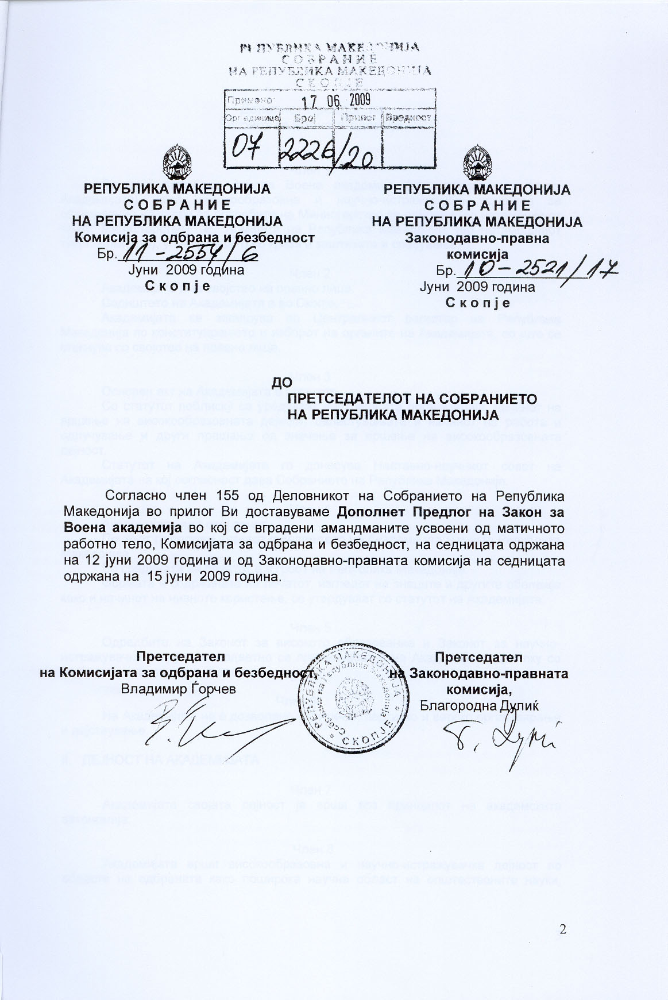 РЕПУБЛИКА МАКЕДОНИЈА
СОБРАНИЕ
НА РЕПУБЛИКА МАКЕДОНИЈА
СКОПЈЕ
Примено: 17. 06. 2009
Орг единица Број Прилог Вредност
07 2226/20
РЕПУБЛИКА МАКЕДОНИЈА
С О Б Р А Н И Е
НА РЕПУБЛИКА МАКЕДОНИЈА
Комисија за одбрана и безбедност
Бр. 11-2554/6
Јуни 2009 година
С к о п ј е
РЕПУБЛИКА МАКЕДОНИЈА
С О Б Р А Н И Е
НА РЕПУБЛИКА МАКЕДОНИЈА
Законодавно-правна
комисија
Бр. 10-2521/17
Јуни 2009 година
С к о п ј е
ДО
ПРЕТСЕДАТЕЛОТ НА СОБРАНИЕТО
НА РЕПУБЛИКА МАКЕДОНИЈА
Согласно член 155 од Деловникот на Собранието на Република
Македонија во прилог Ви доставуваме Дополнет Предлог на Закон за
Воена академија во кој се вградени амандманите усвоени од матичното
работно тело, Комисијата за одбрана и безбедност, на седницата одржана
на 12 јуни 2009 година и од Законодавно-правната комисија на седницата
одржана на 15 јуни 2009 година.
Претседател
на Комисијата за одбрана и безбедност,
Владимир Ѓорчев
Претседател
на Законодавно-правната
комисија,
Благородна Дулиќ
РЕПУБЛИКА МАКЕДОНИЈА * СКОПЈЕ *
Собрание на Република Македонија
2